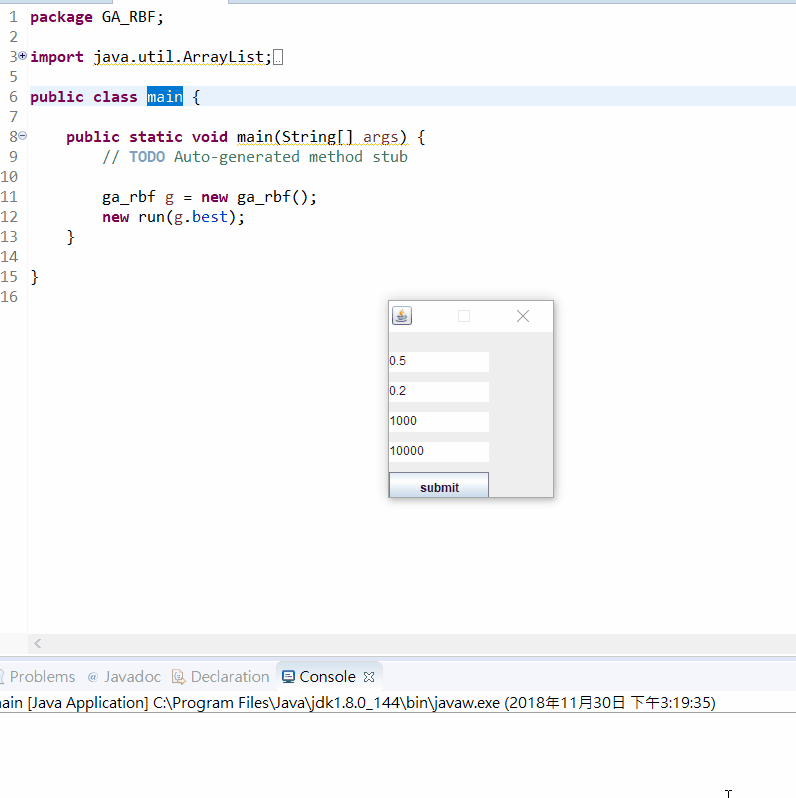 1 package GA_RBF;
2
3 import java.util.ArrayList;
5
6 public class main {
7
8 public static void main(String[] args) {
9 // TODO Auto-generated method stub
10
11 ga_rbf g = new ga_rbf();
12 new run(g.best);
13 }
14
15 }
16
0.5
0.2
1000
10000
submit
Problems @ Javadoc Declaration Console
ain [Java Application] C:\Program Files\Java\jdk1.8.0_144\bin\javaw.exe (2018年11月30日 下午3:19:35)